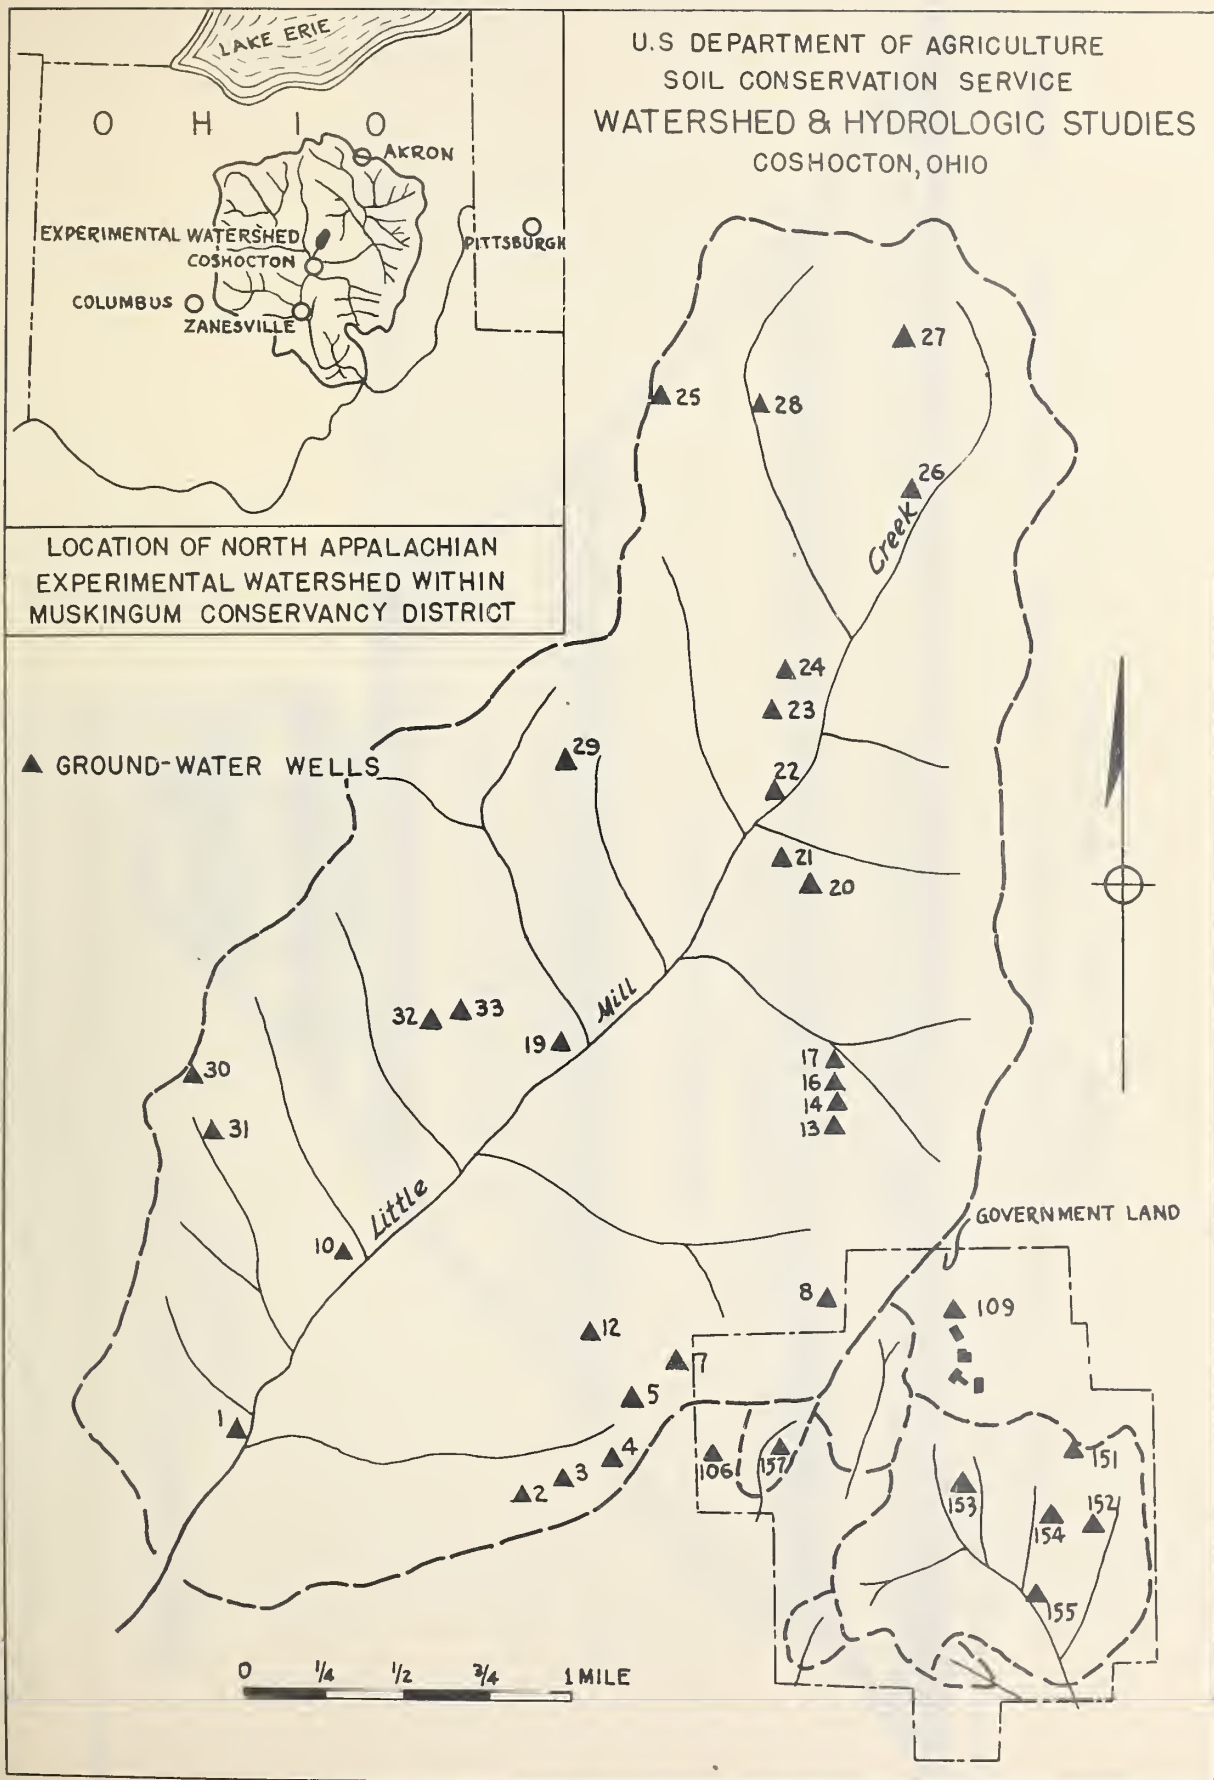 LAKE ERIE
OHIO
AKRON
EXPERIMENTAL WATERSHED
PITTSBURGH
COSHOCTON
COLUMBUS
ZANESVILLE
LOCATION OF NORTH APPALACHIAN
EXPERIMENTAL WATERSHED WITHIN
MUSKINGUM CONSERVANCY DISTRICT
U.S DEPARTMENT OF AGRICULTURE
SOIL CONSERVATION SERVICE
WATERSHED & HYDROLOGIC STUDIES
COSHOCTON, OHIO
27
25
28
26
Creek
24
23
29
GROUND-WATER WELLS
22
21
20
Mill
32
33
19
17
16
14
13
30
31
Little
10
GOVERNMENT LAND
8
109
12
7
5
1
4
3
2
106
157
151
153
152
154
155
0 1/4 1/2 3/4 1 MILE